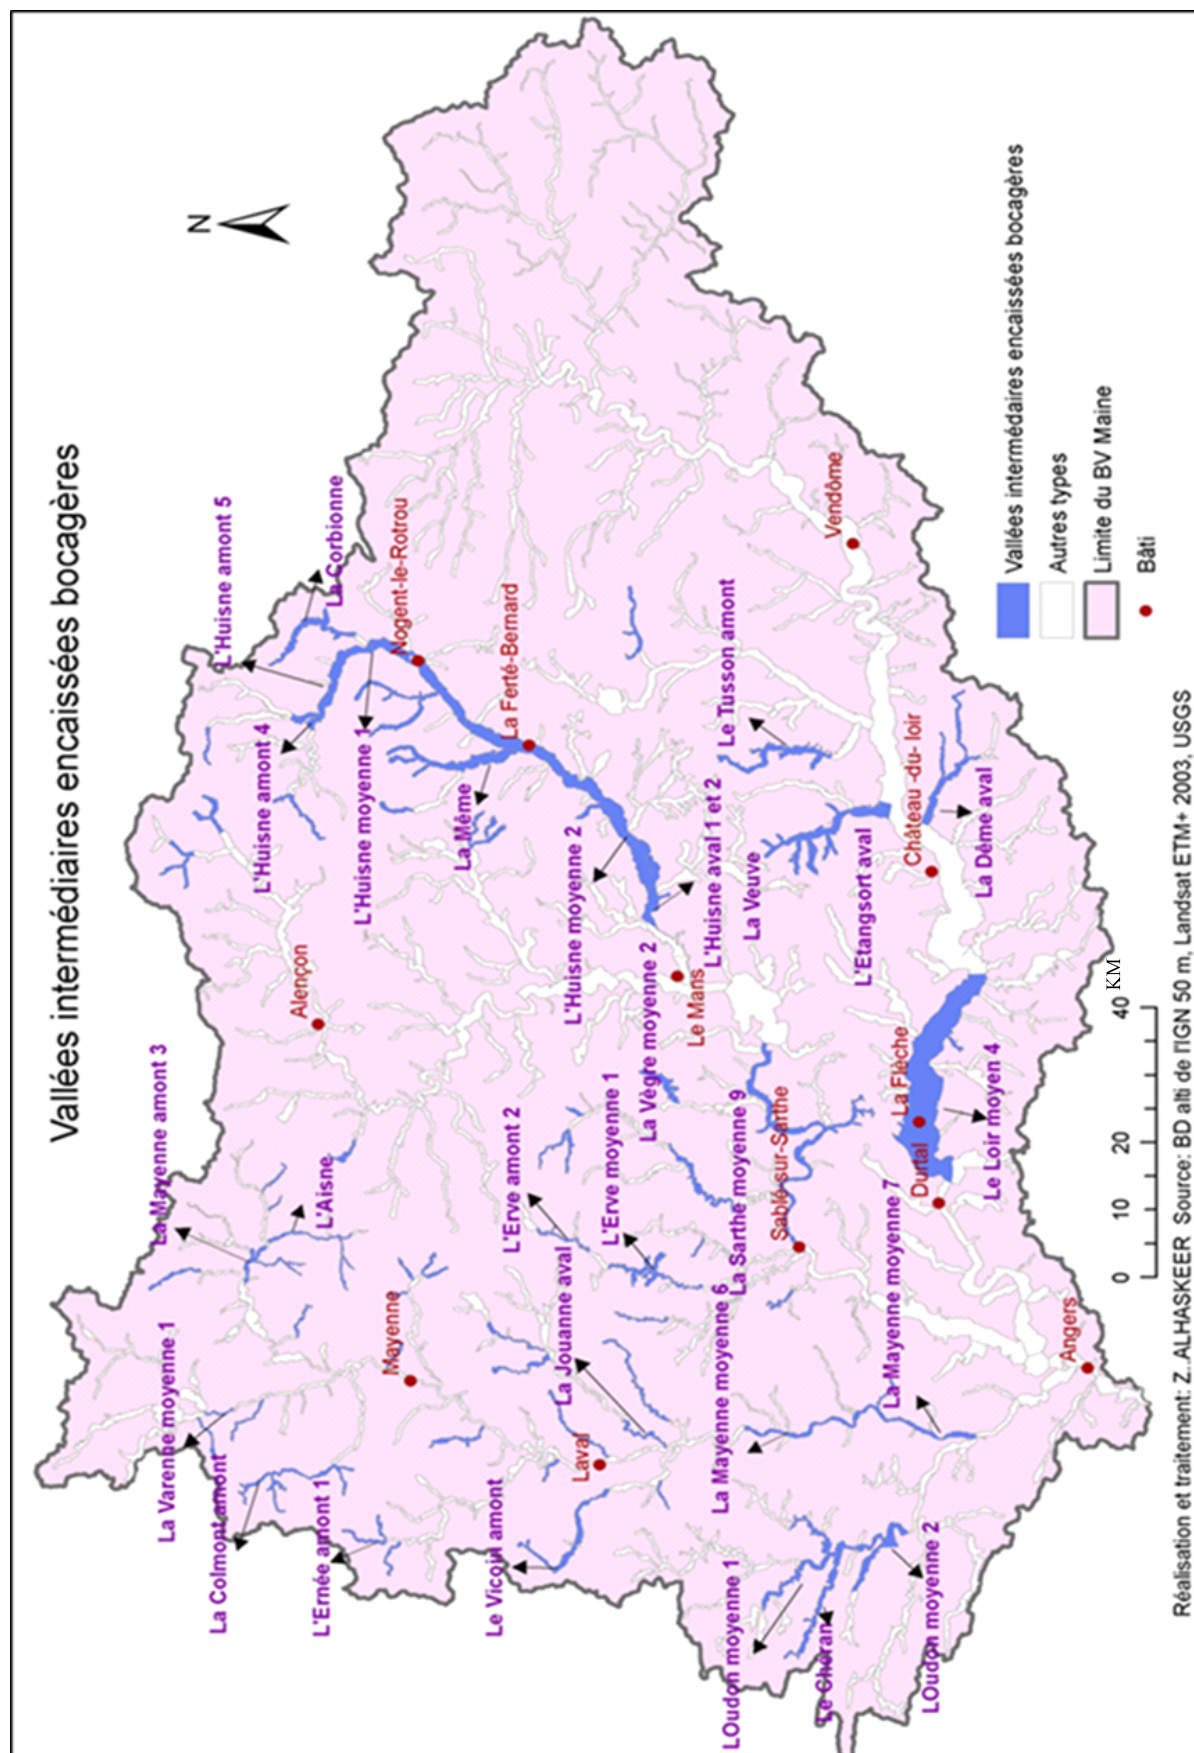 Vallées intermédiaires encaissées bocagères
N
L'Huisne amont 5
La Corbionne
Nogent-le-Rotrou
L'Huisne amont 4
L'Huisne moyenne 1
La Ferté-Bernard
La Même
L'Huisne moyenne 2
L'Huisne aval 1 et 2
La Veuve
Le Tusson amont
Vendôme
L'Etangsort aval
Château -du- loir
La Dême aval
Alençon
Le Mans
La Mayenne amont 3
L'Aisne
La Vègre moyenne 2
L'Erve amont 2
L'Erve moyenne 1
La Sarthe moyenne 9
Sablé-sur-Sarthe
La Flèche
Durtal
Le Loir moyen 4
La Varenne moyenne 1
Mayenne
La Jouanne aval
La Mayenne moyenne 6
La Mayenne moyenne 7
Angers
La Colmont amont
L'Ernée amont 1
Laval
Le Vicoin amont
LOudon moyenne 1
Le Chéran
LOudon moyenne 2
Vallées intermédaires encaissées bocagères
Autres types
Limite du BV Maine
Bâti
0 10 20 40
KM
Réalisation et traitement: Z..ALHASKEER Source: BD alti de l'IGN 50 m, Landsat ETM+ 2003, USGS